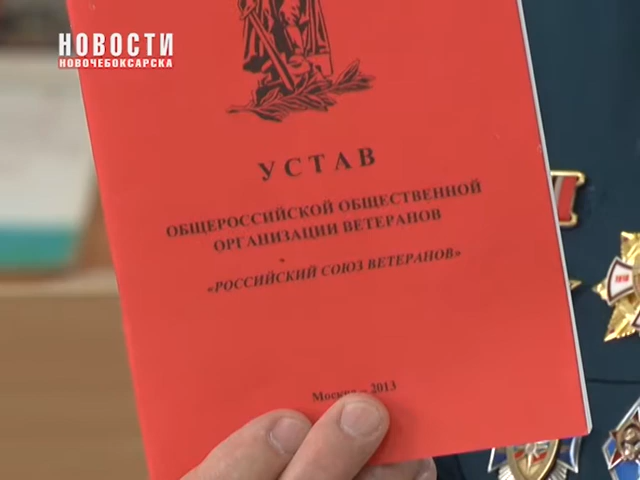 НОВОСТИ
НОВОЧЕБОКСАРСКА
УСТАВ
ОБЩЕРОССИЙСКОЙ ОБЩЕСТВЕННОЙ
ОРГАНИЗАЦИИ ВЕТЕРАНОВ
«РОССИЙСКИЙ СОЮЗ ВЕТЕРАНОВ»
Москва – 2013